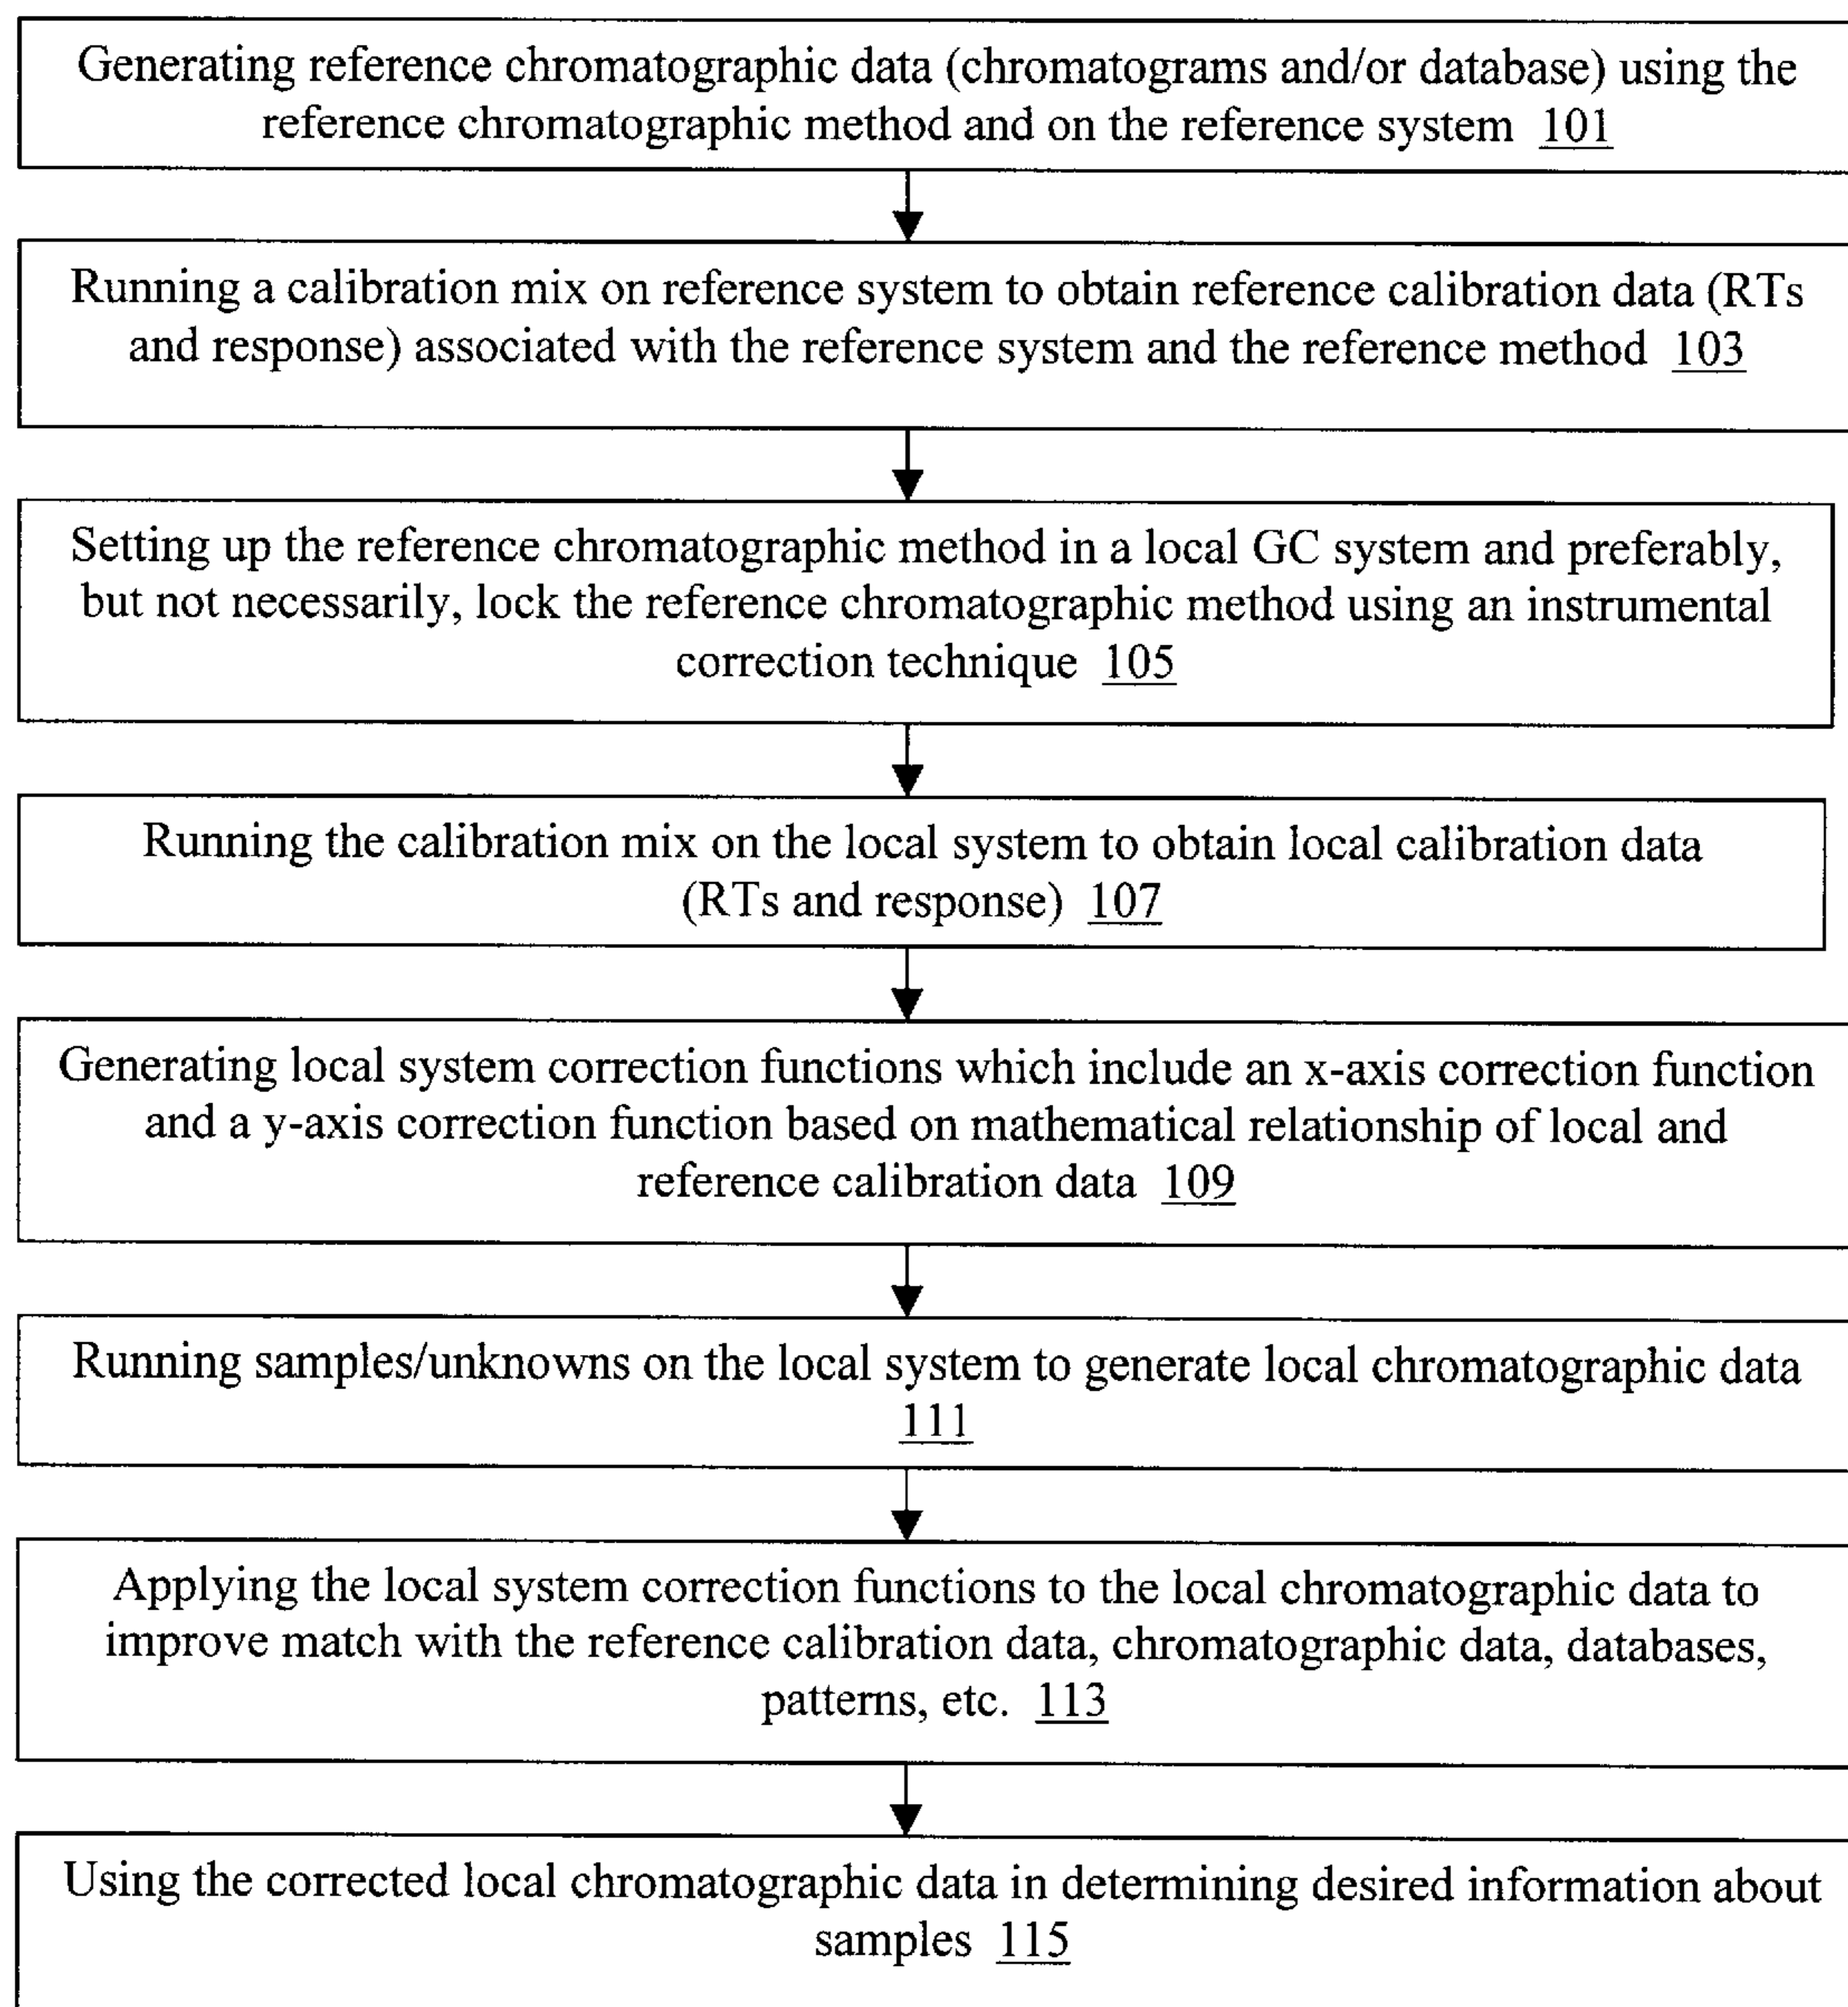 Generating reference chromatographic data (chromatograms and/or database) using the
reference chromatographic method and on the reference system 101
Running a calibration mix on reference system to obtain reference calibration data (RTs
and response) associated with the reference system and the reference method 103
Setting up the reference chromatographic method in a local GC system and preferably,
but not necessarily, lock the reference chromatographic method using an instrumental
correction technique 105
Running the calibration mix on the local system to obtain local calibration data
(RTs and response) 107
Generating local system correction functions which include an x-axis correction function
and a y-axis correction function based on mathematical relationship of local and
reference calibration data 109
Running samples/unknowns on the local system to generate local chromatographic data
111
Applying the local system correction functions to the local chromatographic data to
improve match with the reference calibration data, chromatographic data, databases,
patterns, etc. 113
Using the corrected local chromatographic data in determining desired information about
samples 115